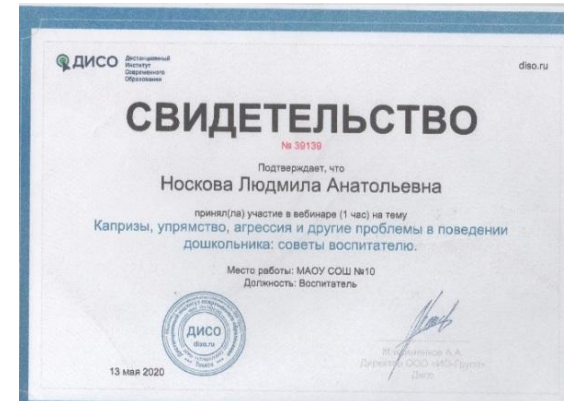 ДИСО
Дистанционный
Институт
Современного
Образования
diso.ru
СВИДЕТЕЛЬСТВО
№ 39139
Подтверждает, что
Носкова Людмила Анатольевна
принял(ла) участие в вебинаре (1 час) на тему
Капризы, упрямство, агрессия и другие проблемы в поведении
дошкольника: советы воспитателю.
Место работы: МАОУ СОШ №10
Должность: Воспитатель
ДИСО
diso.ru
13 мая 2020
Директор ООО